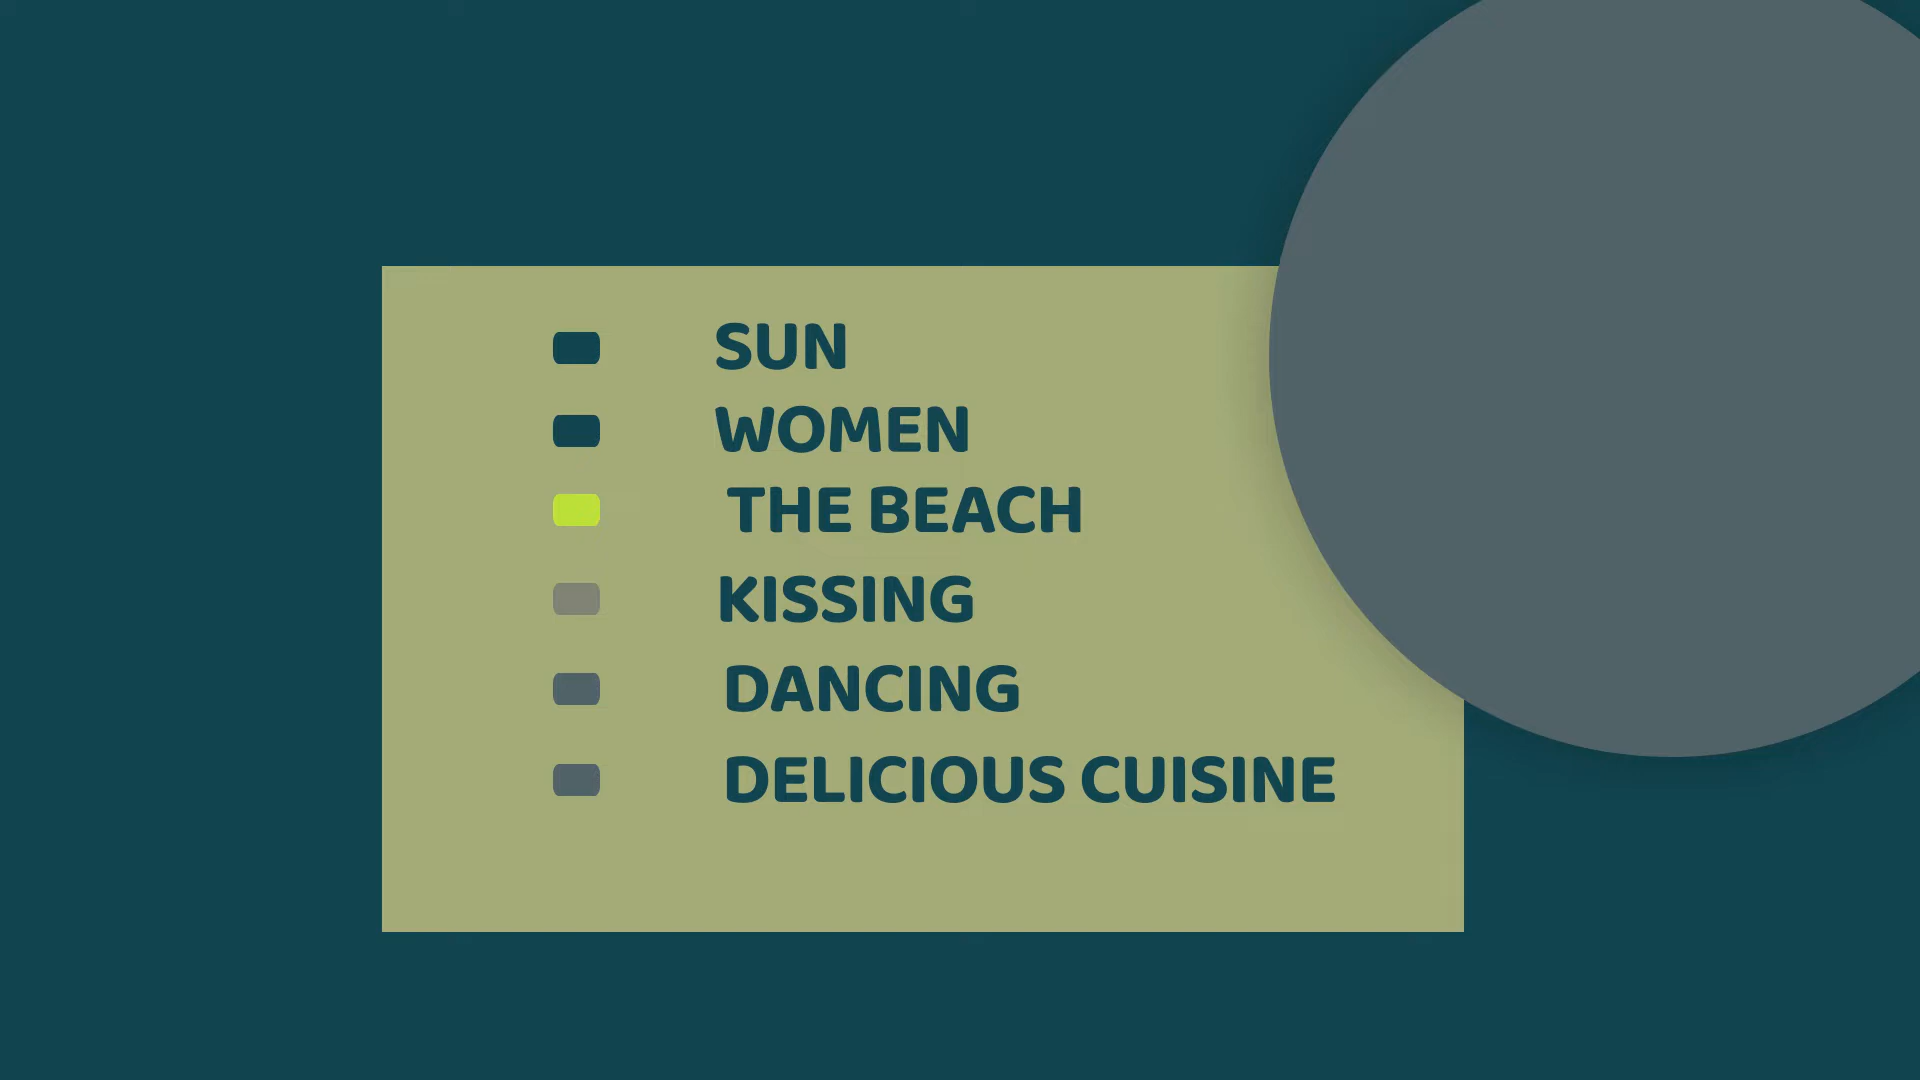 SUN
WOMEN
THE BEACH
KISSING
DANCING
DELICIOUS CUISINE